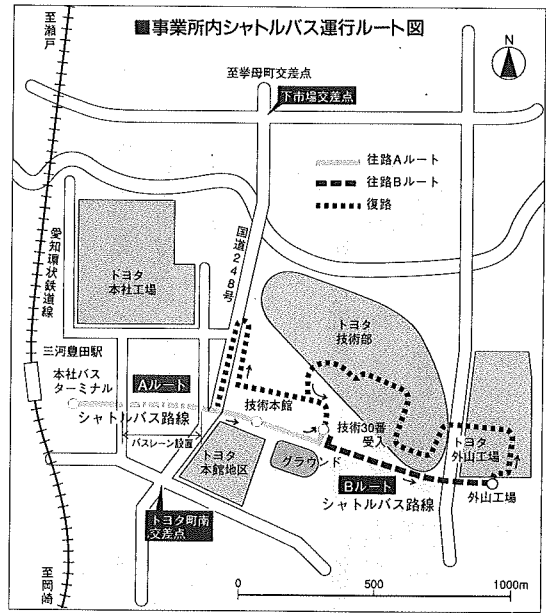 ■事業所内シャトルバス運行ルート図
至瀬戸
N
至挙母町交差点
下市場交差点
往路Aルート
往路Bルート
復路
国道248号
愛知環状鉄道線
トヨタ
本社工場
トヨタ
技術部
三河豊田駅
本社バス
ターミナル
Aルート
シャトルバス路線
バスレーン設置
技術本館
技術30番
受入
トヨタ
外山工場
トヨタ
本館地区
グラウンド
Bルート
シャトルバス路線
外山工場
トヨタ町南
交差点
至岡崎
0
500
1000m